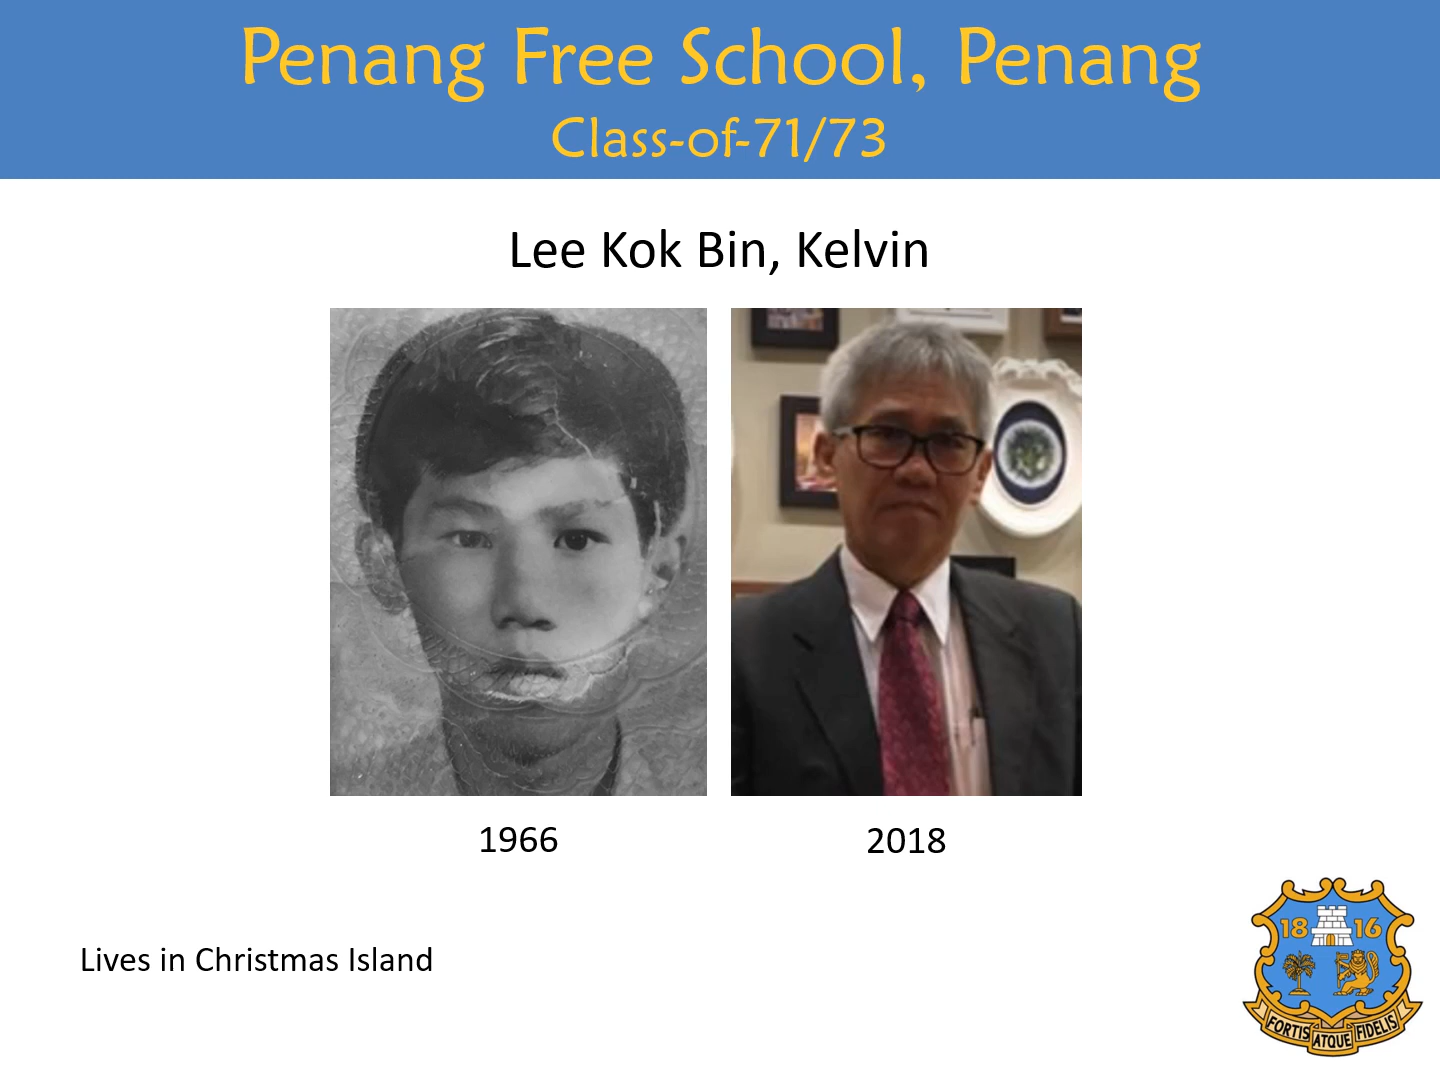 Penang Free School, Penang
Class-of-71/73
Lee Kok Bin, Kelvin
1966
2018
Lives in Christmas Island
18 16
FORTIS ATQUE FIDELIS